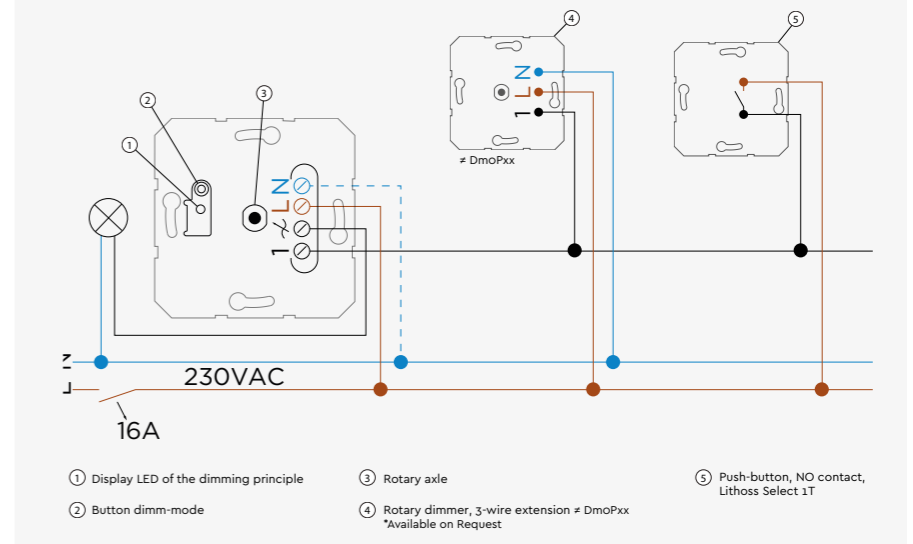 4
5
2
3
1
N
L
1
≠ DmoPxx
N
L
1
N
230VAC
L
16A
1 Display LED of the dimming principle
2 Button dimm-mode
3 Rotary axle
4 Rotary dimmer, 3-wire extension ≠ DmoPxx
*Available on Request
5 Push-button, NO contact,
Lithoss Select 1T